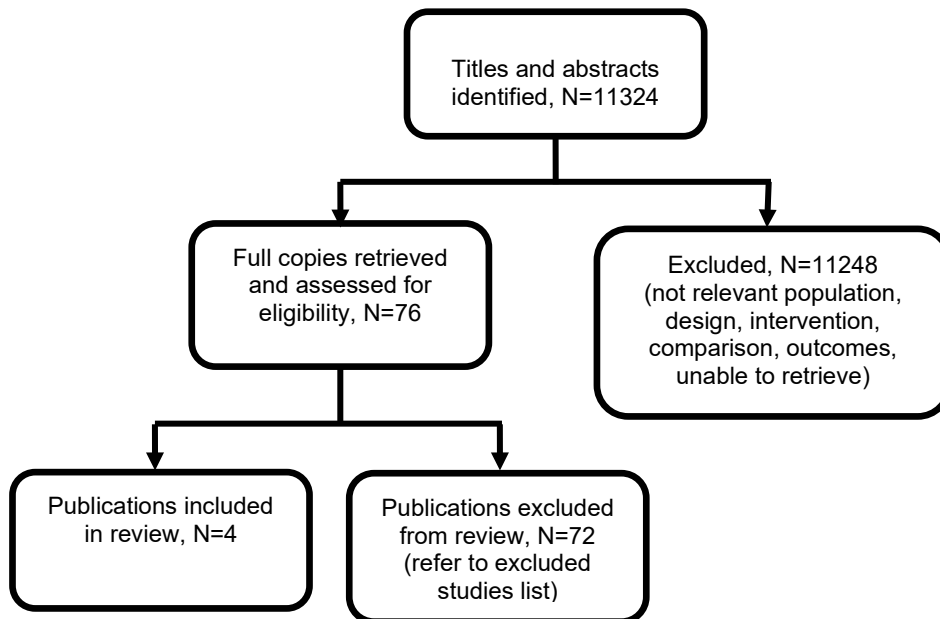 Titles and abstracts
identified, N=11324
Full copies retrieved
and assessed for
eligibility, N=76
Excluded, N=11248
(not relevant population,
design, intervention,
comparison, outcomes,
unable to retrieve)
Publications included
in review, N=4
Publications excluded
from review, N=72
(refer to excluded
studies list)